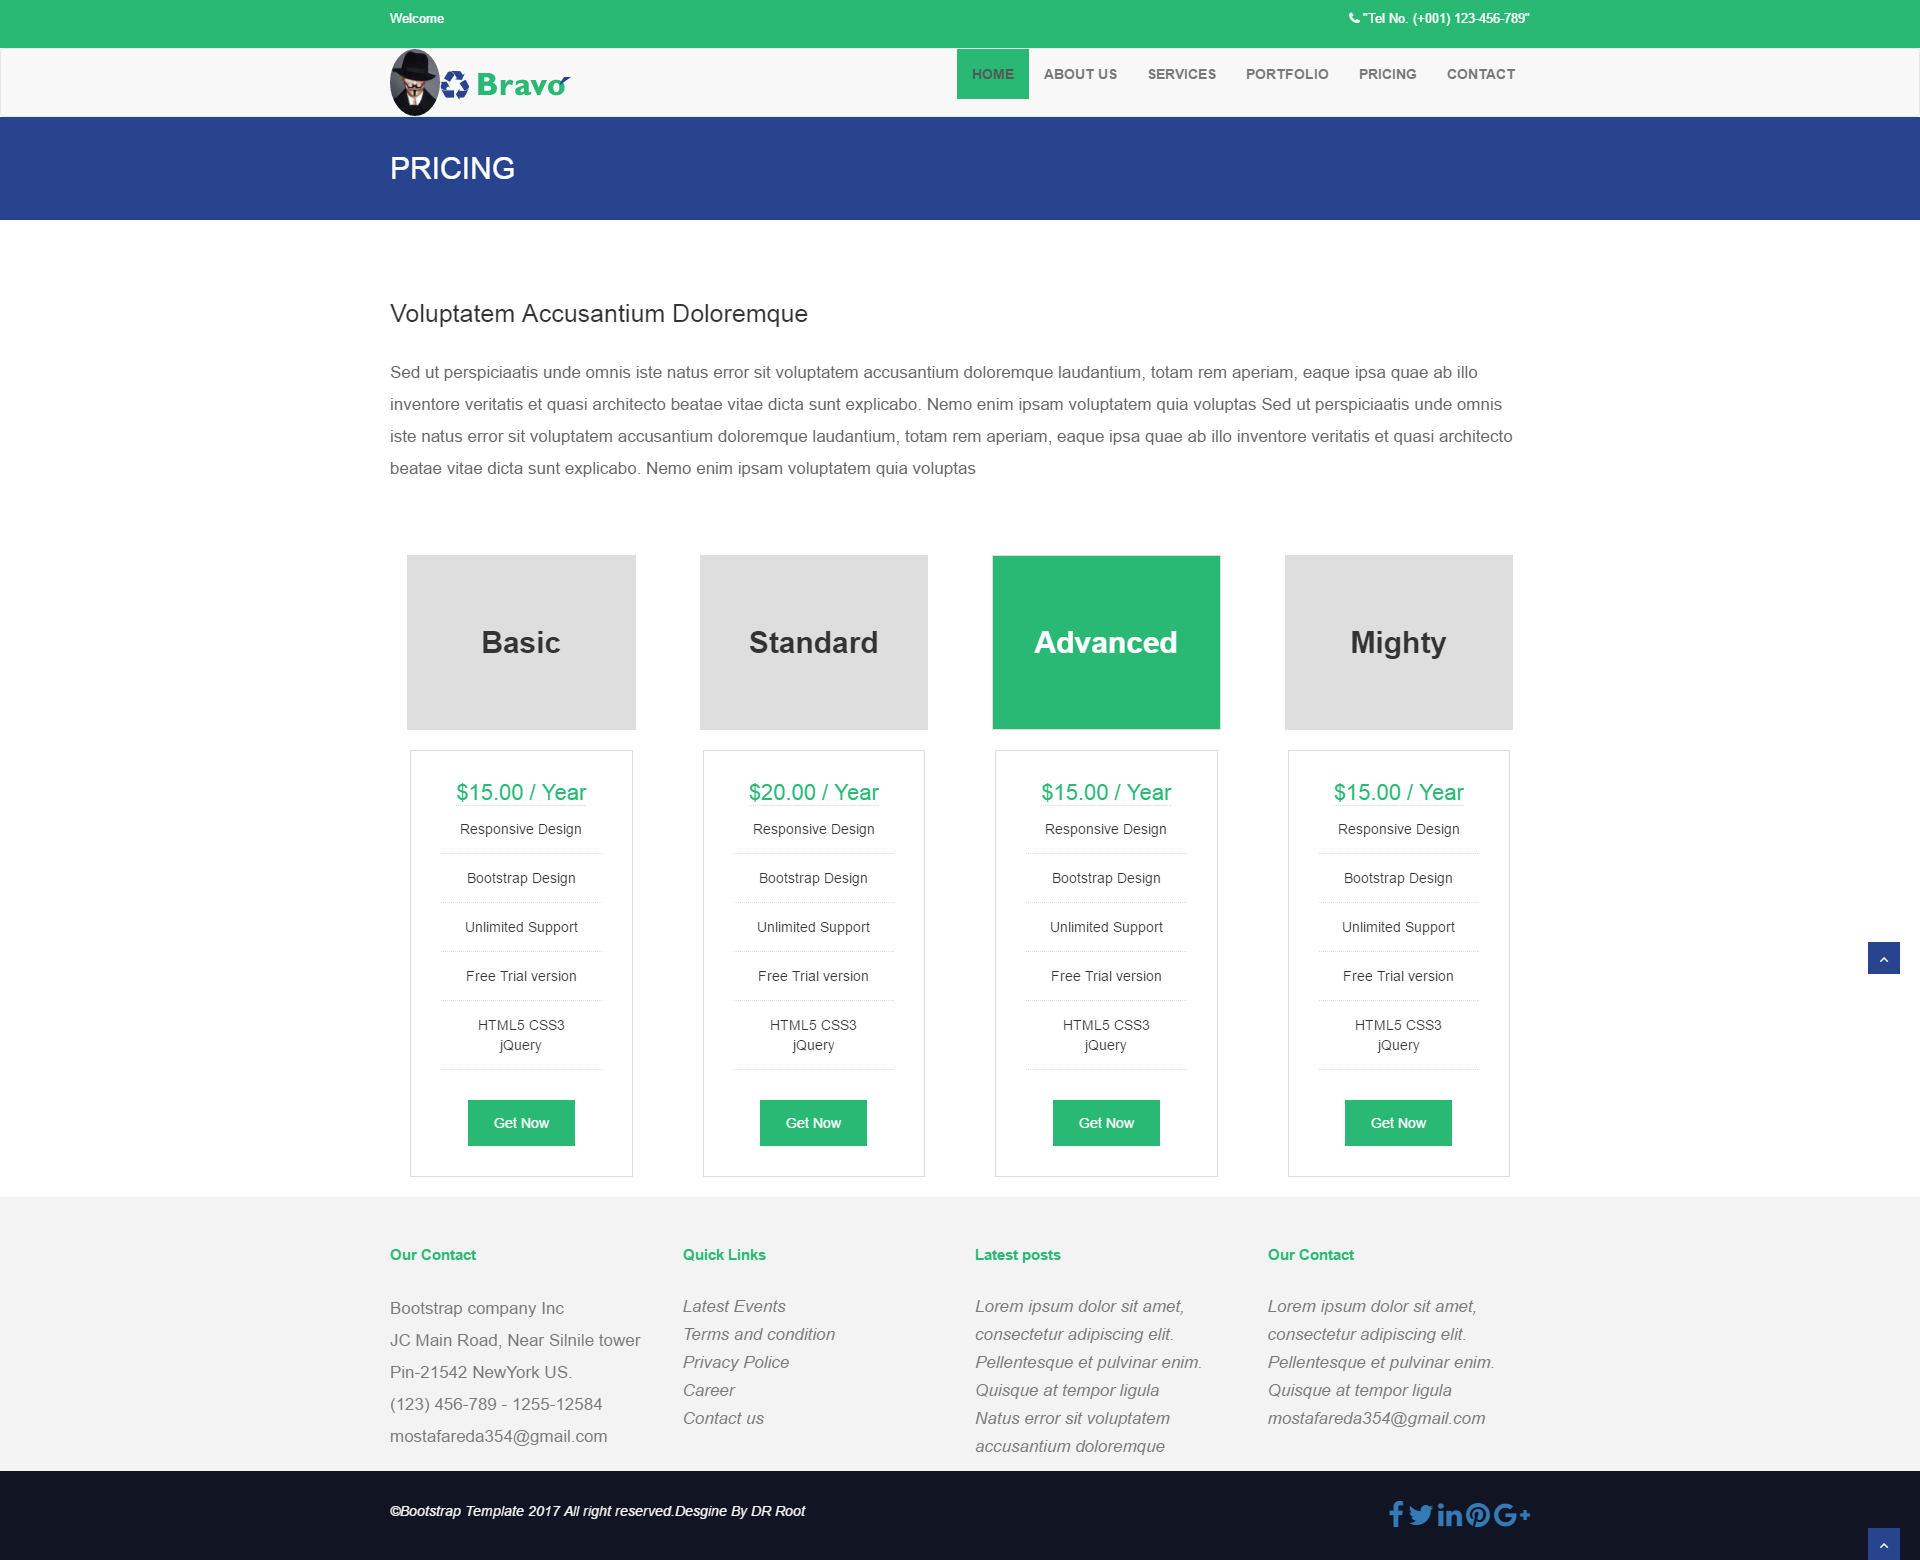 Welcome
"Tel No. (+001) 123-456-789"
Bravo
HOME ABOUT US SERVICES PORTFOLIO PRICING CONTACT
PRICING
Voluptatem Accusantium Doloremque
Sed ut perspiciaatis unde omnis iste natus error sit voluptatem accusantium doloremque laudantium, totam rem aperiam, eaque ipsa quae ab illo
inventore veritatis et quasi architecto beatae vitae dicta sunt explicabo. Nemo enim ipsam voluptatem quia voluptas Sed ut perspiciaatis unde omnis
iste natus error sit voluptatem accusantium doloremque laudantium, totam rem aperiam, eaque ipsa quae ab illo inventore veritatis et quasi architecto
beatae vitae dicta sunt explicabo. Nemo enim ipsam voluptatem quia voluptas
Basic
$15.00 / Year
Responsive Design
Bootstrap Design
Unlimited Support
Free Trial version
HTML5 CSS3
jQuery
Get Now
Standard
$20.00 / Year
Responsive Design
Bootstrap Design
Unlimited Support
Free Trial version
HTML5 CSS3
jQuery
Get Now
Advanced
$15.00 / Year
Responsive Design
Bootstrap Design
Unlimited Support
Free Trial version
HTML5 CSS3
jQuery
Get Now
Mighty
$15.00 / Year
Responsive Design
Bootstrap Design
Unlimited Support
Free Trial version
HTML5 CSS3
jQuery
Get Now
Our Contact
Bootstrap company Inc
JC Main Road, Near Silnile tower
Pin-21542 NewYork US.
(123) 456-789 - 1255-12584
mostafareda354@gmail.com
Quick Links
Latest Events
Terms and condition
Privacy Police
Career
Contact us
Latest posts
Lorem ipsum dolor sit amet,
consectetur adipiscing elit.
Pellentesque et pulvinar enim.
Quisque at tempor ligula
Natus error sit voluptatem
accusantium doloremque
Our Contact
Lorem ipsum dolor sit amet,
consectetur adipiscing elit.
Pellentesque et pulvinar enim.
Quisque at tempor ligula
mostafareda354@gmail.com
©Bootstrap Template 2017 All right reserved.Desgine By DR Root